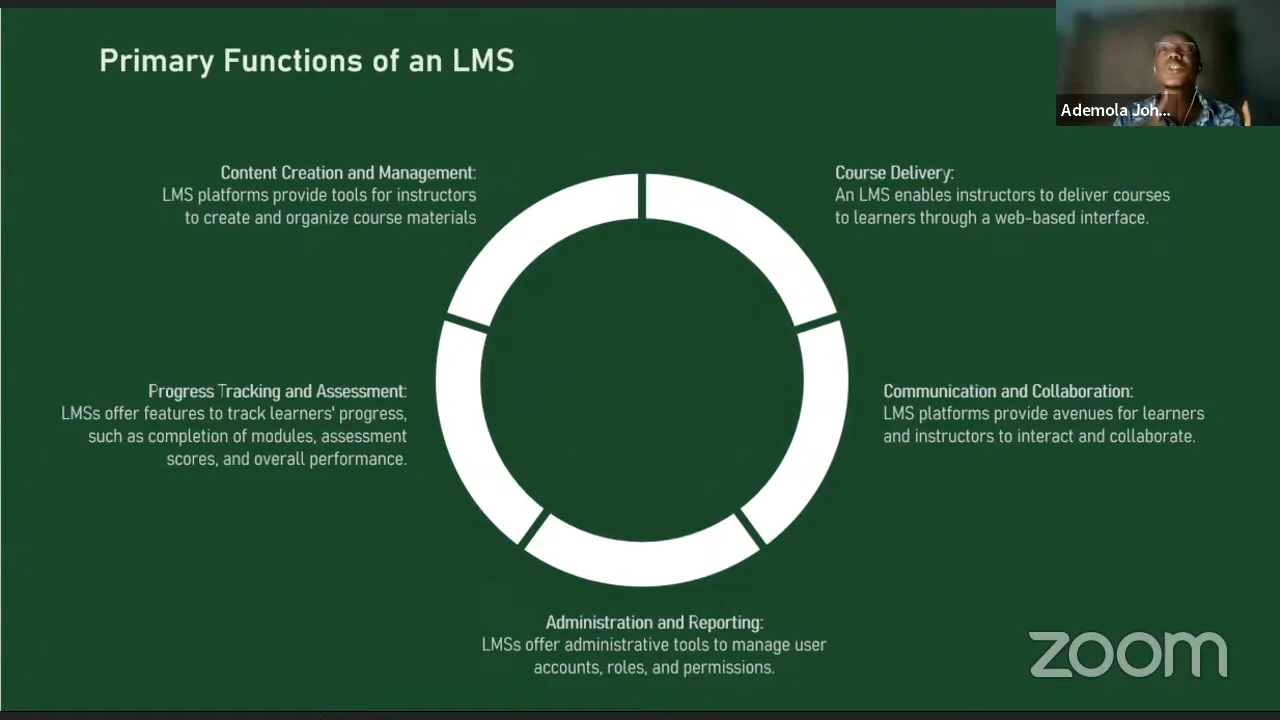 Primary Functions of an LMS
Ademola Joh...
Content Creation and Management:
LMS platforms provide tools for instructors
to create and organize course materials
Course Delivery:
An LMS enables instructors to deliver courses
to learners through a web-based interface.
Progress Tracking and Assessment:
LMSs offer features to track learners' progress,
such as completion of modules, assessment
scores, and overall performance.
Communication and Collaboration:
LMS platforms provide avenues for learners
and instructors to interact and collaborate.
Administration and Reporting:
LMSs offer administrative tools to manage user
accounts, roles, and permissions.
zoom